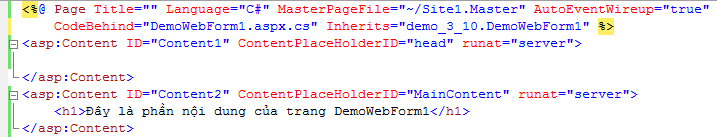 <%@ Page Title="" Language="C#" MasterPageFile="~/Site1.Master" AutoEventWireup="true"
CodeBehind="DemoWebForm1.aspx.cs" Inherits="demo_3_10.DemoWebForm1" %>
<asp:Content ID="Content1" ContentPlaceHolderID="head" runat="server">
</asp:Content>
<asp:Content ID="Content2" ContentPlaceHolderID="MainContent" runat="server">
<h1>Đây là phần nội dung của trang DemoWebForm1</h1>
</asp:Content>